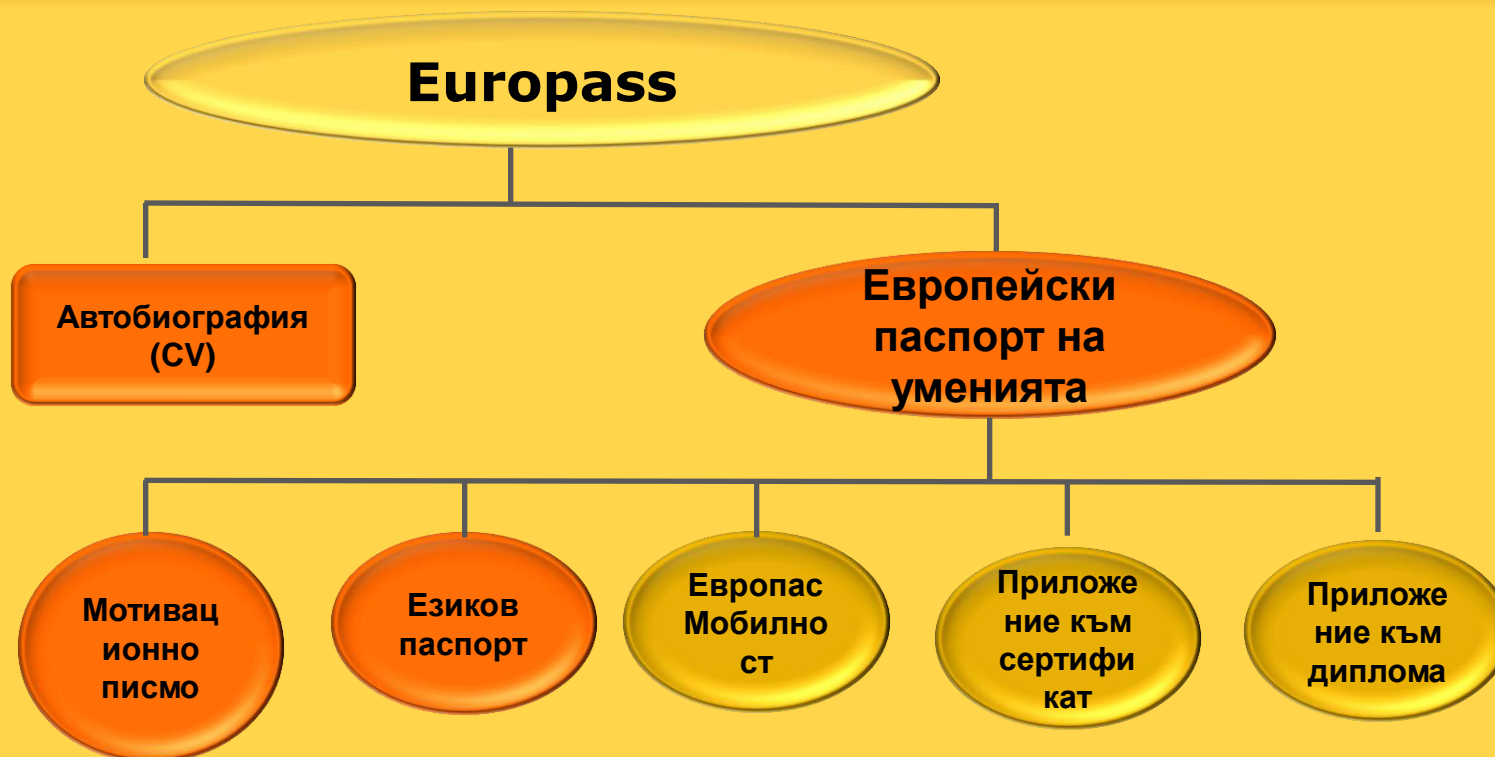 Europass
Автобиография
(CV)
Европейски
паспорт на
уменията
Мотивац
ионно
писмо
Езиков
паспорт
Европас
Мобилно
ст
Приложе
ние към
сертифи
кат
Приложе
ние към
диплома